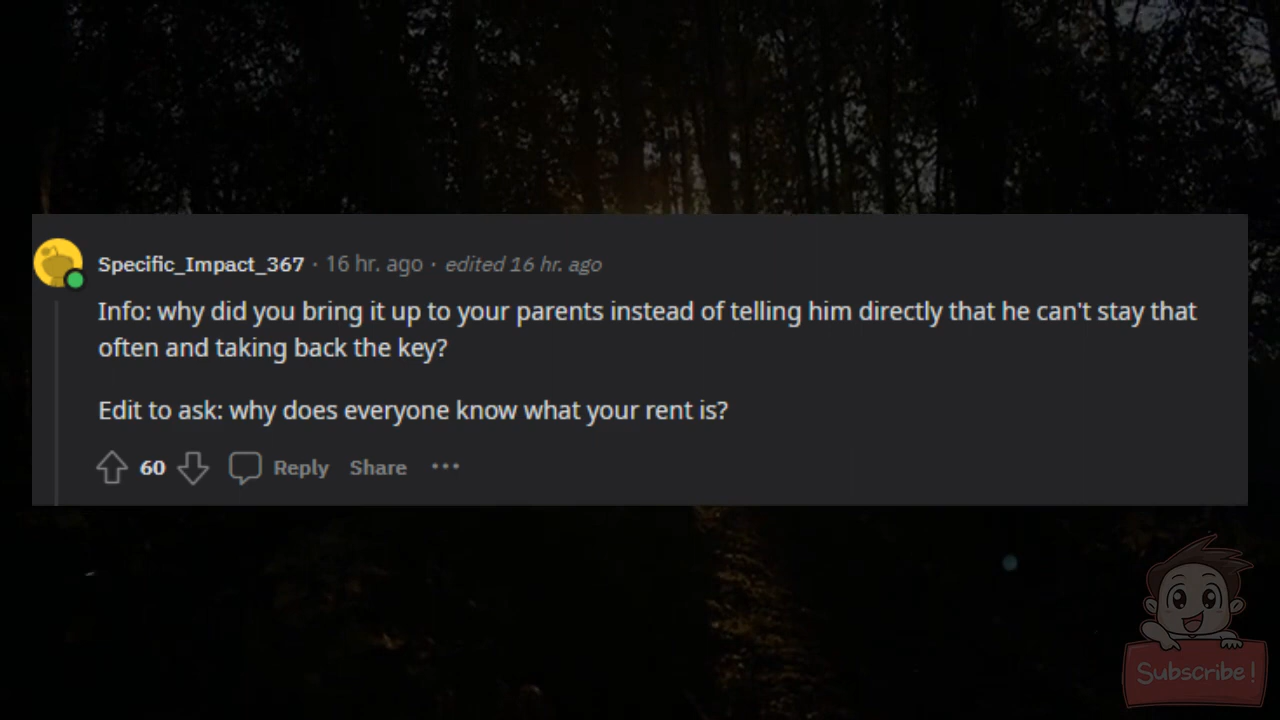 Specific_Impact_367 · 16 hr. ago · edited 16 hr. ago
Info: why did you bring it up to your parents instead of telling him directly that he can't stay that
often and taking back the key?
Edit to ask: why does everyone know what your rent is?
60 Reply Share ···
Subscribe!